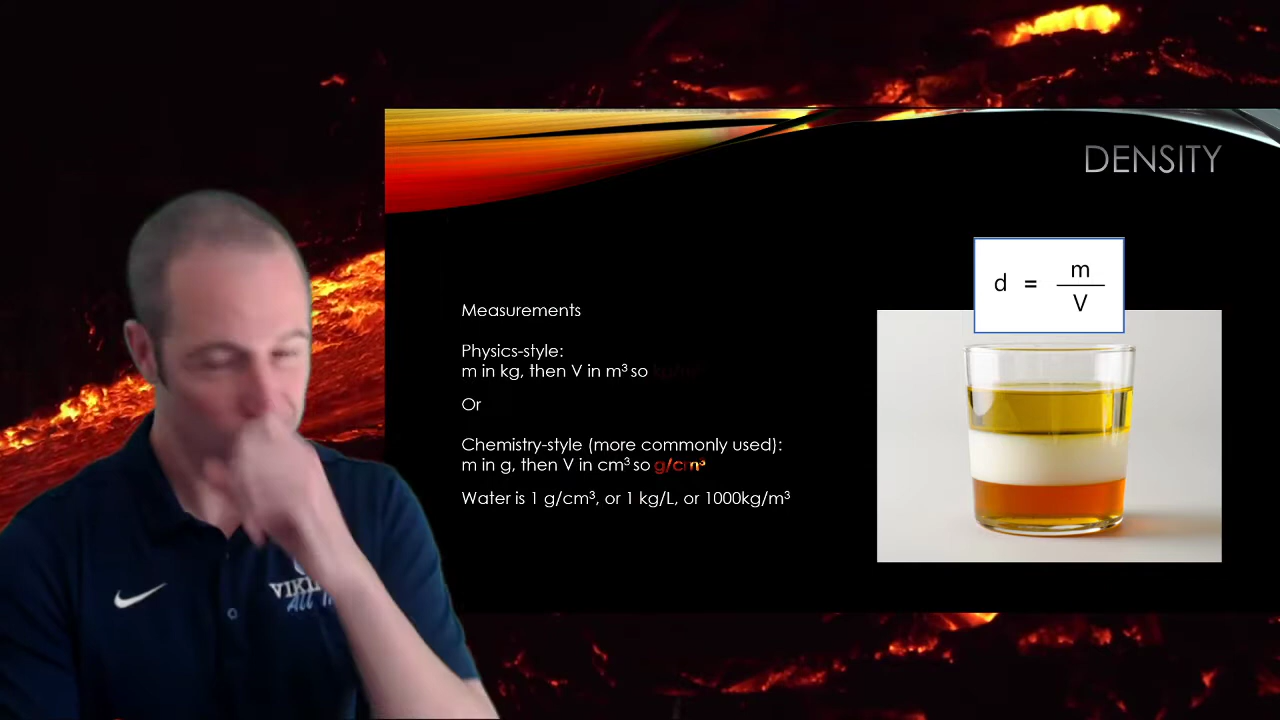 DENSITY
d = m
V
Measurements
Physics-style:
m in kg, then V in m³ so
Or
Chemistry-style (more commonly used):
m in g, then V in cm³ so g/cm³
Water is 1 g/cm³, or 1 kg/L, or 1000kg/m³
All